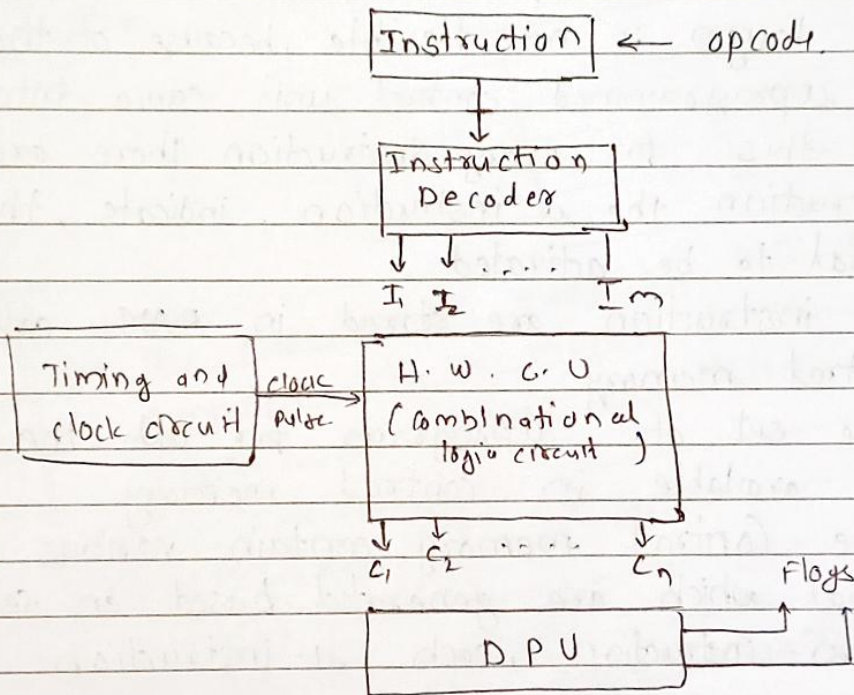 Instruction ← opcode.
Instruction
Decoder
I1 I2 . . . . Im
Timing and
clock circuit
clock
pulse
H. W. C. U
(Combinational
logic circuit)
C1 C2 . . . . Cn
Flags
D P U